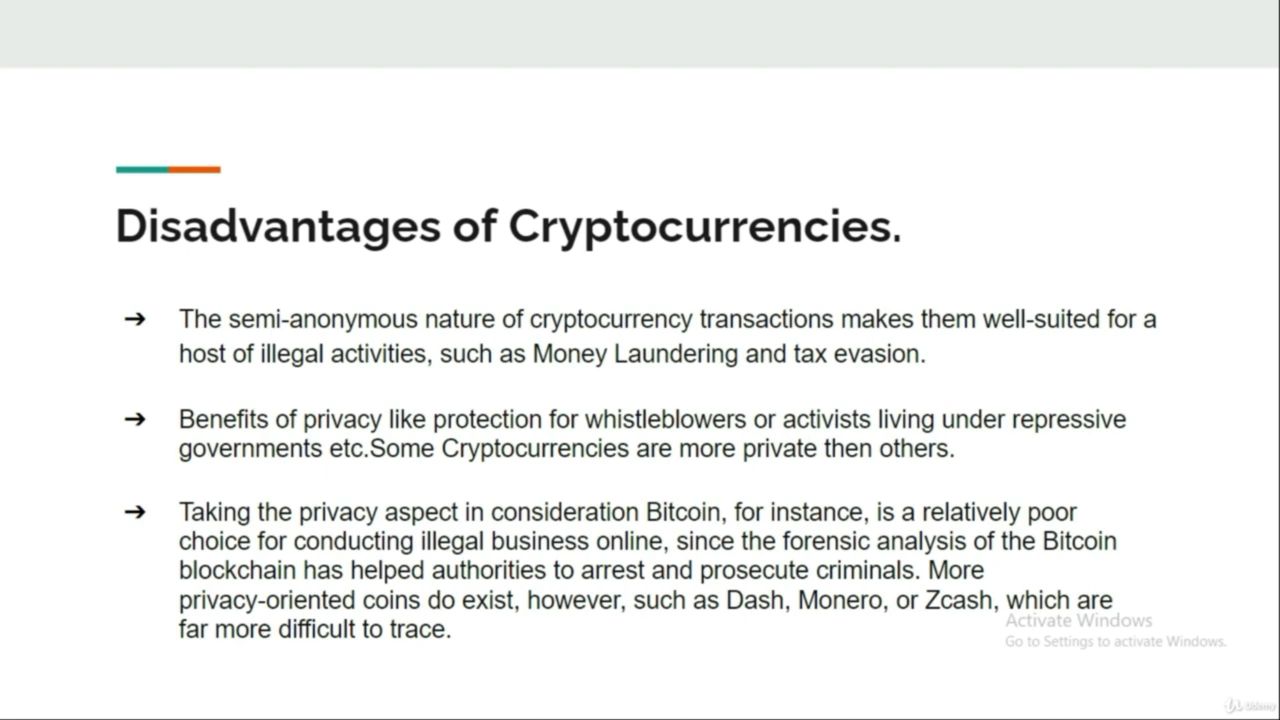 Disadvantages of Cryptocurrencies.
➔ The semi-anonymous nature of cryptocurrency transactions makes them well-suited for a
host of illegal activities, such as Money Laundering and tax evasion.
➔ Benefits of privacy like protection for whistleblowers or activists living under repressive
governments etc.Some Cryptocurrencies are more private then others.
➔ Taking the privacy aspect in consideration Bitcoin, for instance, is a relatively poor
choice for conducting illegal business online, since the forensic analysis of the Bitcoin
blockchain has helped authorities to arrest and prosecute criminals. More
privacy-oriented coins do exist, however, such as Dash, Monero, or Zcash, which are
far more difficult to trace.
Activate Windows
Go to Settings to activate Windows.
Udemy